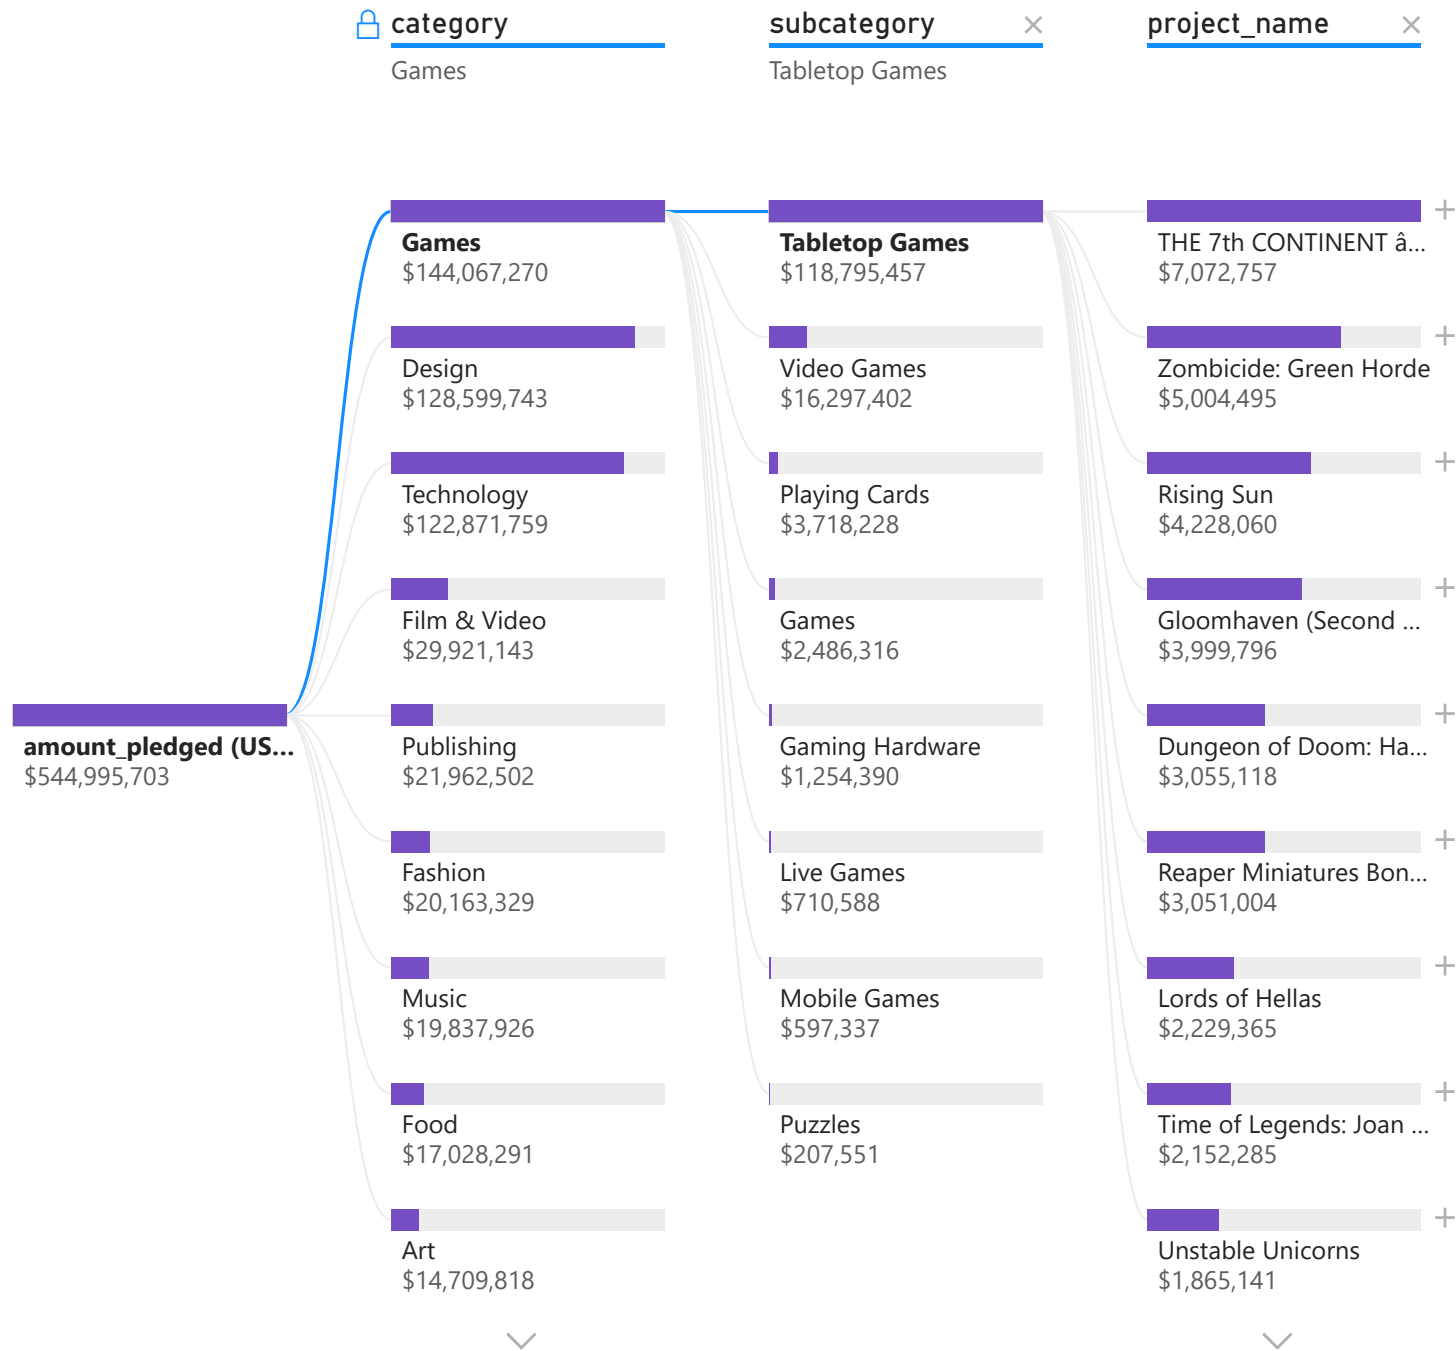 category
Games
subcategory
Tabletop Games
project_name
amount_pledged (US...
$544,995,703
Games
$144,067,270
Design
$128,599,743
Technology
$122,871,759
Film & Video
$29,921,143
Publishing
$21,962,502
Fashion
$20,163,329
Music
$19,837,926
Food
$17,028,291
Art
$14,709,818
Tabletop Games
$118,795,457
Video Games
$16,297,402
Playing Cards
$3,718,228
Games
$2,486,316
Gaming Hardware
$1,254,390
Live Games
$710,588
Mobile Games
$597,337
Puzzles
$207,551
THE 7th CONTINENT â...
$7,072,757
Zombicide: Green Horde
$5,004,495
Rising Sun
$4,228,060
Gloomhaven (Second ...
$3,999,796
Dungeon of Doom: Ha...
$3,055,118
Reaper Miniatures Bon...
$3,051,004
Lords of Hellas
$2,229,365
Time of Legends: Joan ...
$2,152,285
Unstable Unicorns
$1,865,141